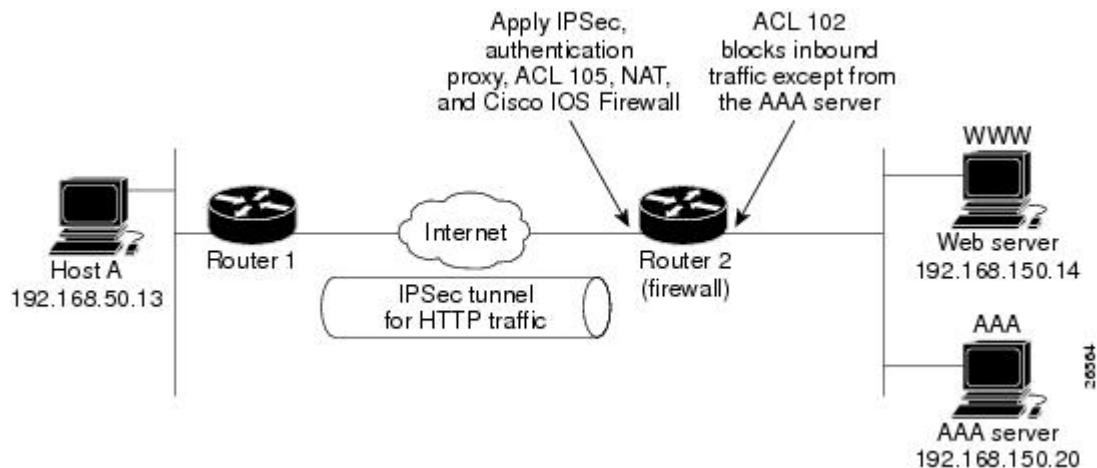 Apply IPSec,
authentication
proxy, ACL 105, NAT,
and Cisco IOS Firewall
ACL 102
blocks inbound
traffic except from
the AAA server
Host A
192.168.50.13
Router 1
Internet
IPSec tunnel
for HTTP traffic
Router 2
(firewall)
WWW
Web server
192.168.150.14
AAA
AAA server
192.168.150.20
26564